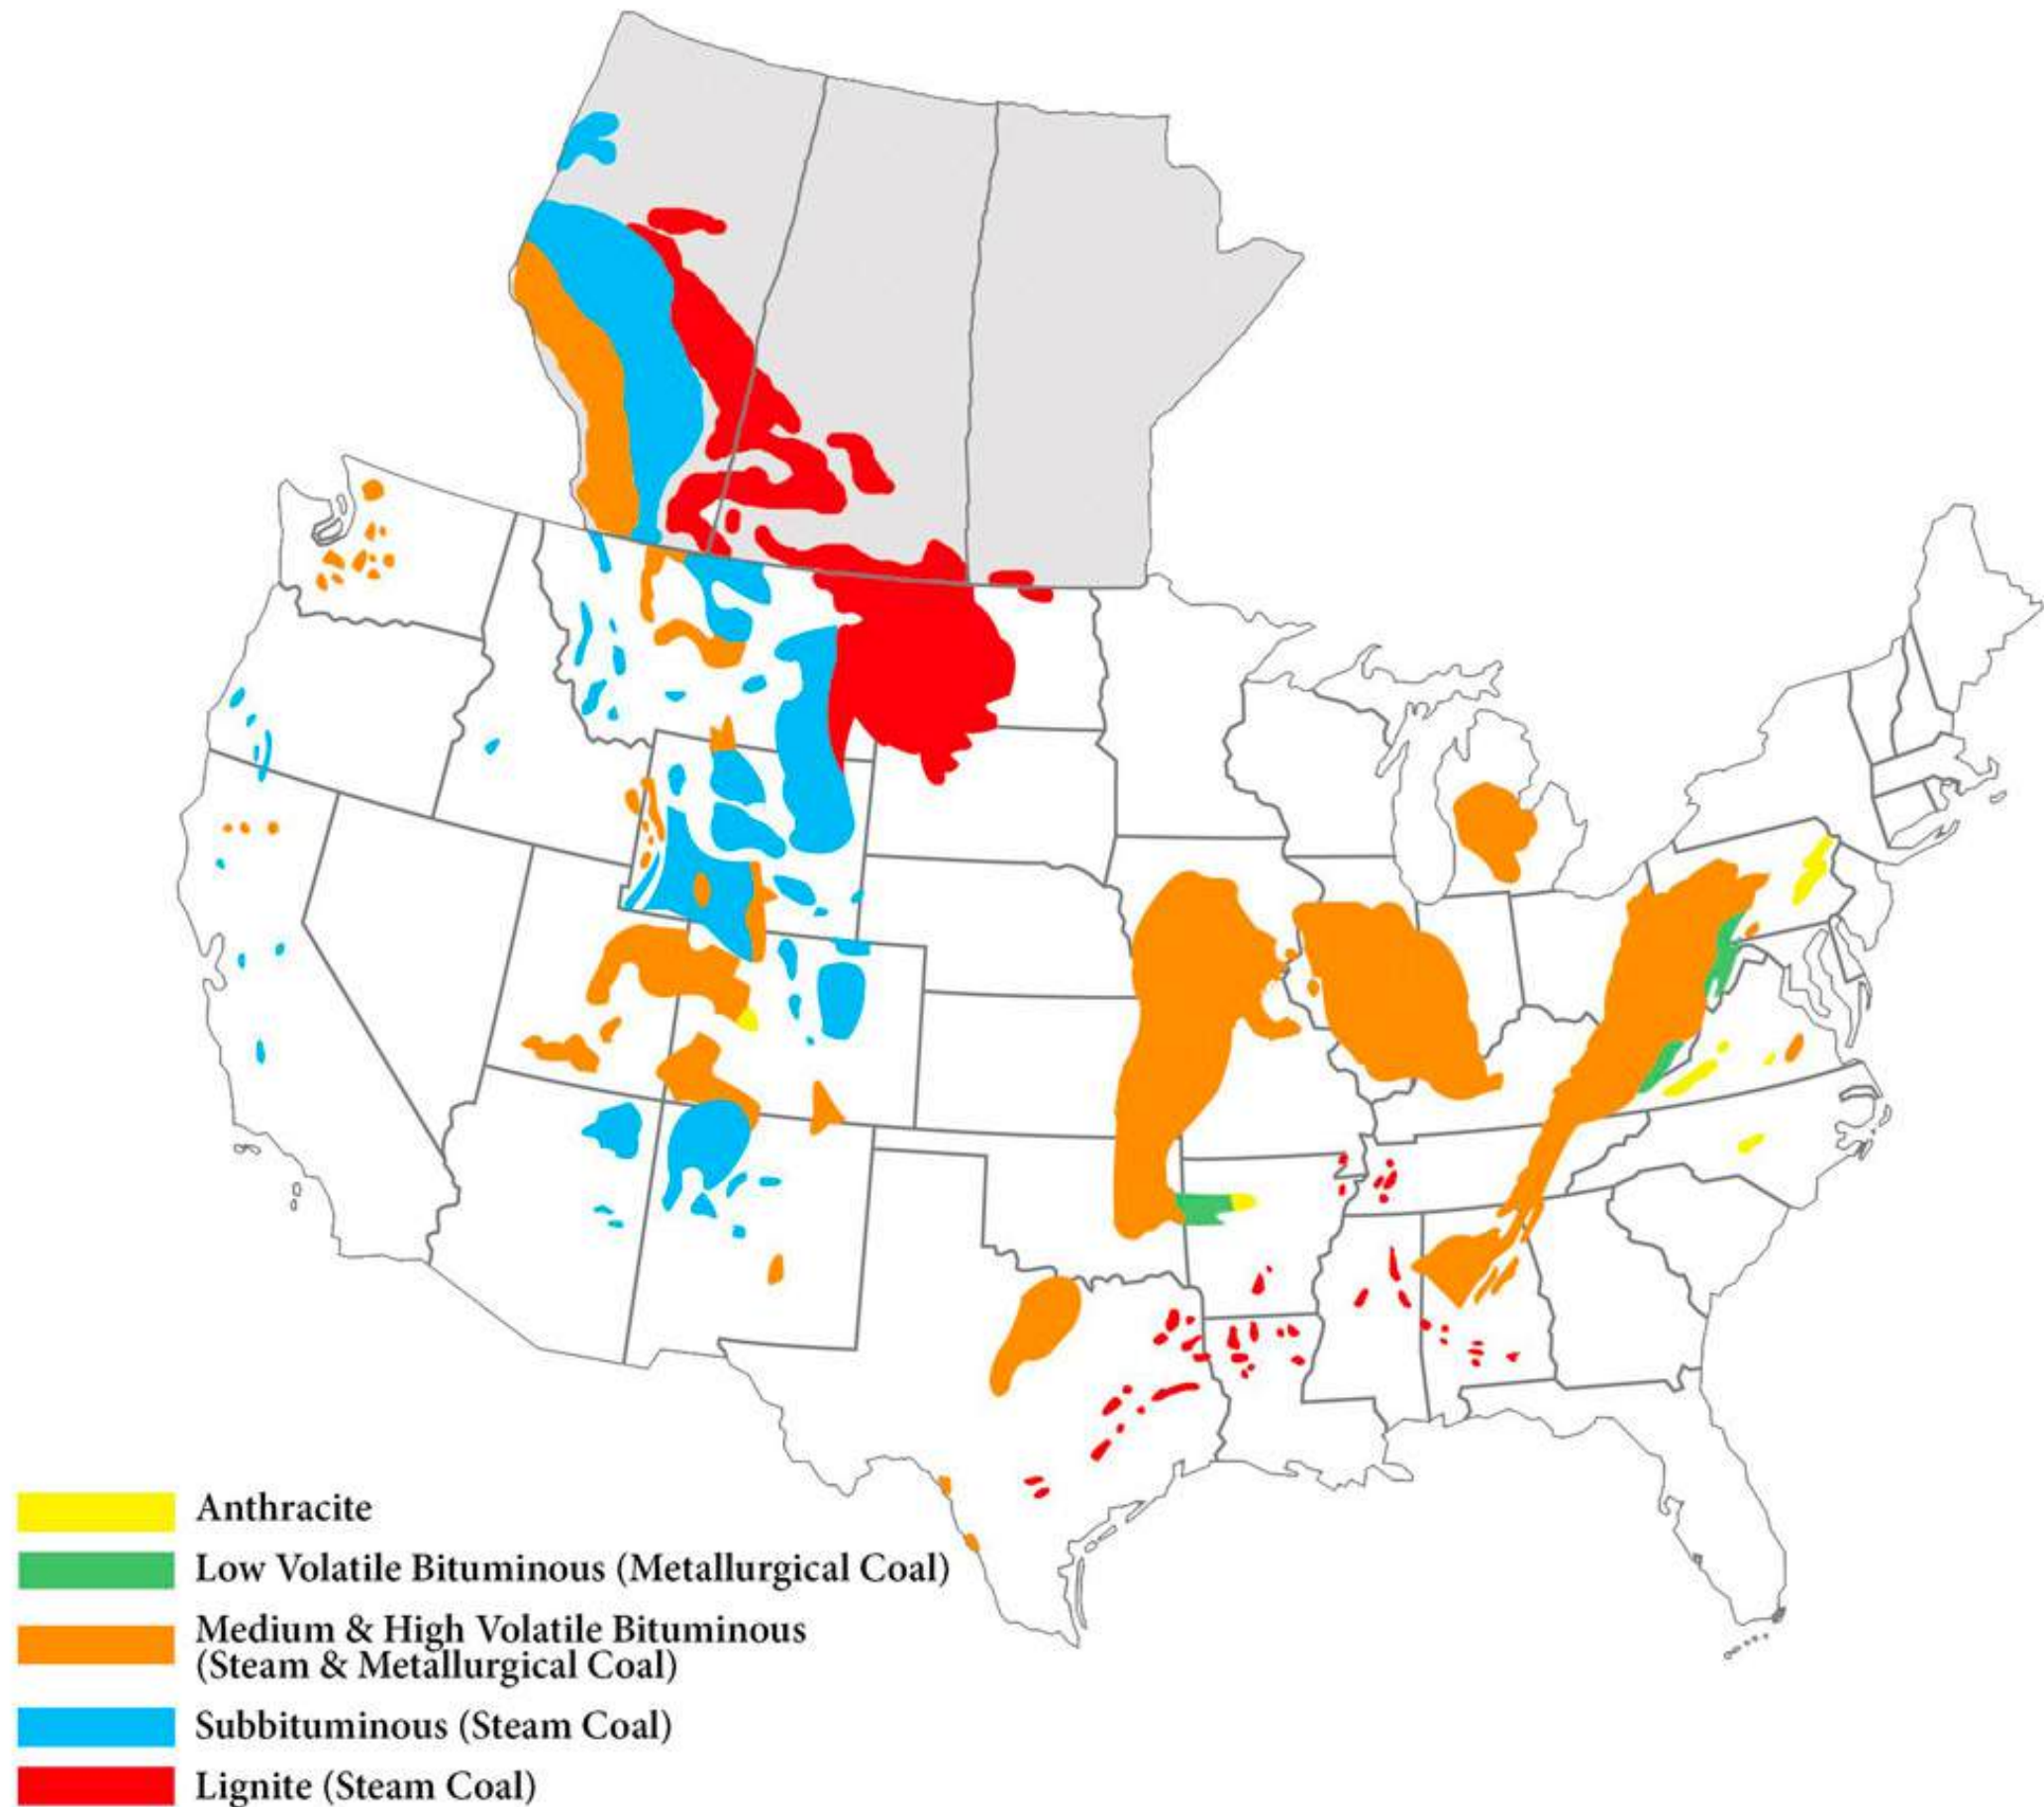 Anthracite
Low Volatile Bituminous (Metallurgical Coal)
Medium & High Volatile Bituminous
(Steam & Metallurgical Coal)
Subbituminous (Steam Coal)
Lignite (Steam Coal)